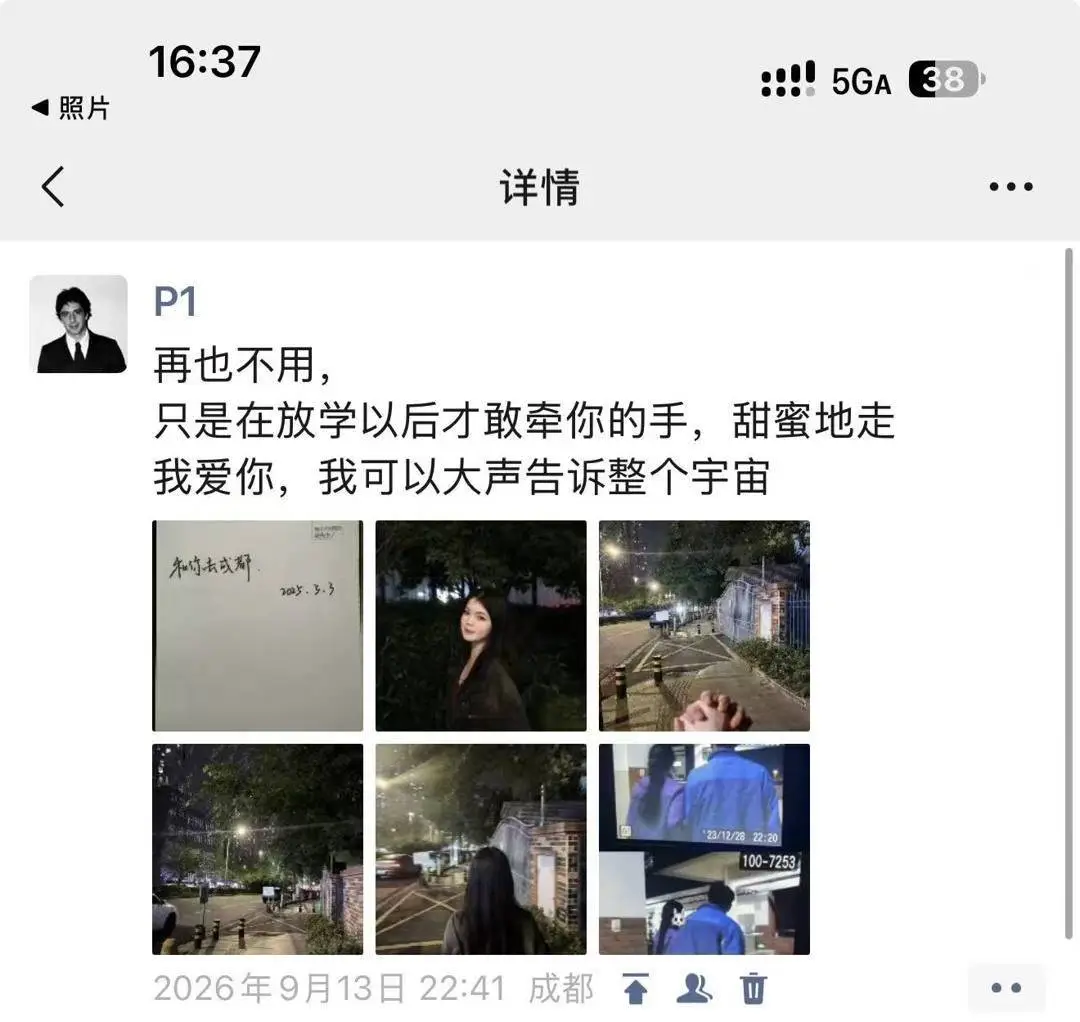 16:37
5GA
38
◀ 照片
详情
P1
再也不用，
只是在放学以后才敢牵你的手，甜蜜地走
我爱你，我可以大声告诉整个宇宙
和你去成都.
2025.5.3
'23/12/28 22:20
100-7253
2026年9月13日 22:41 成都